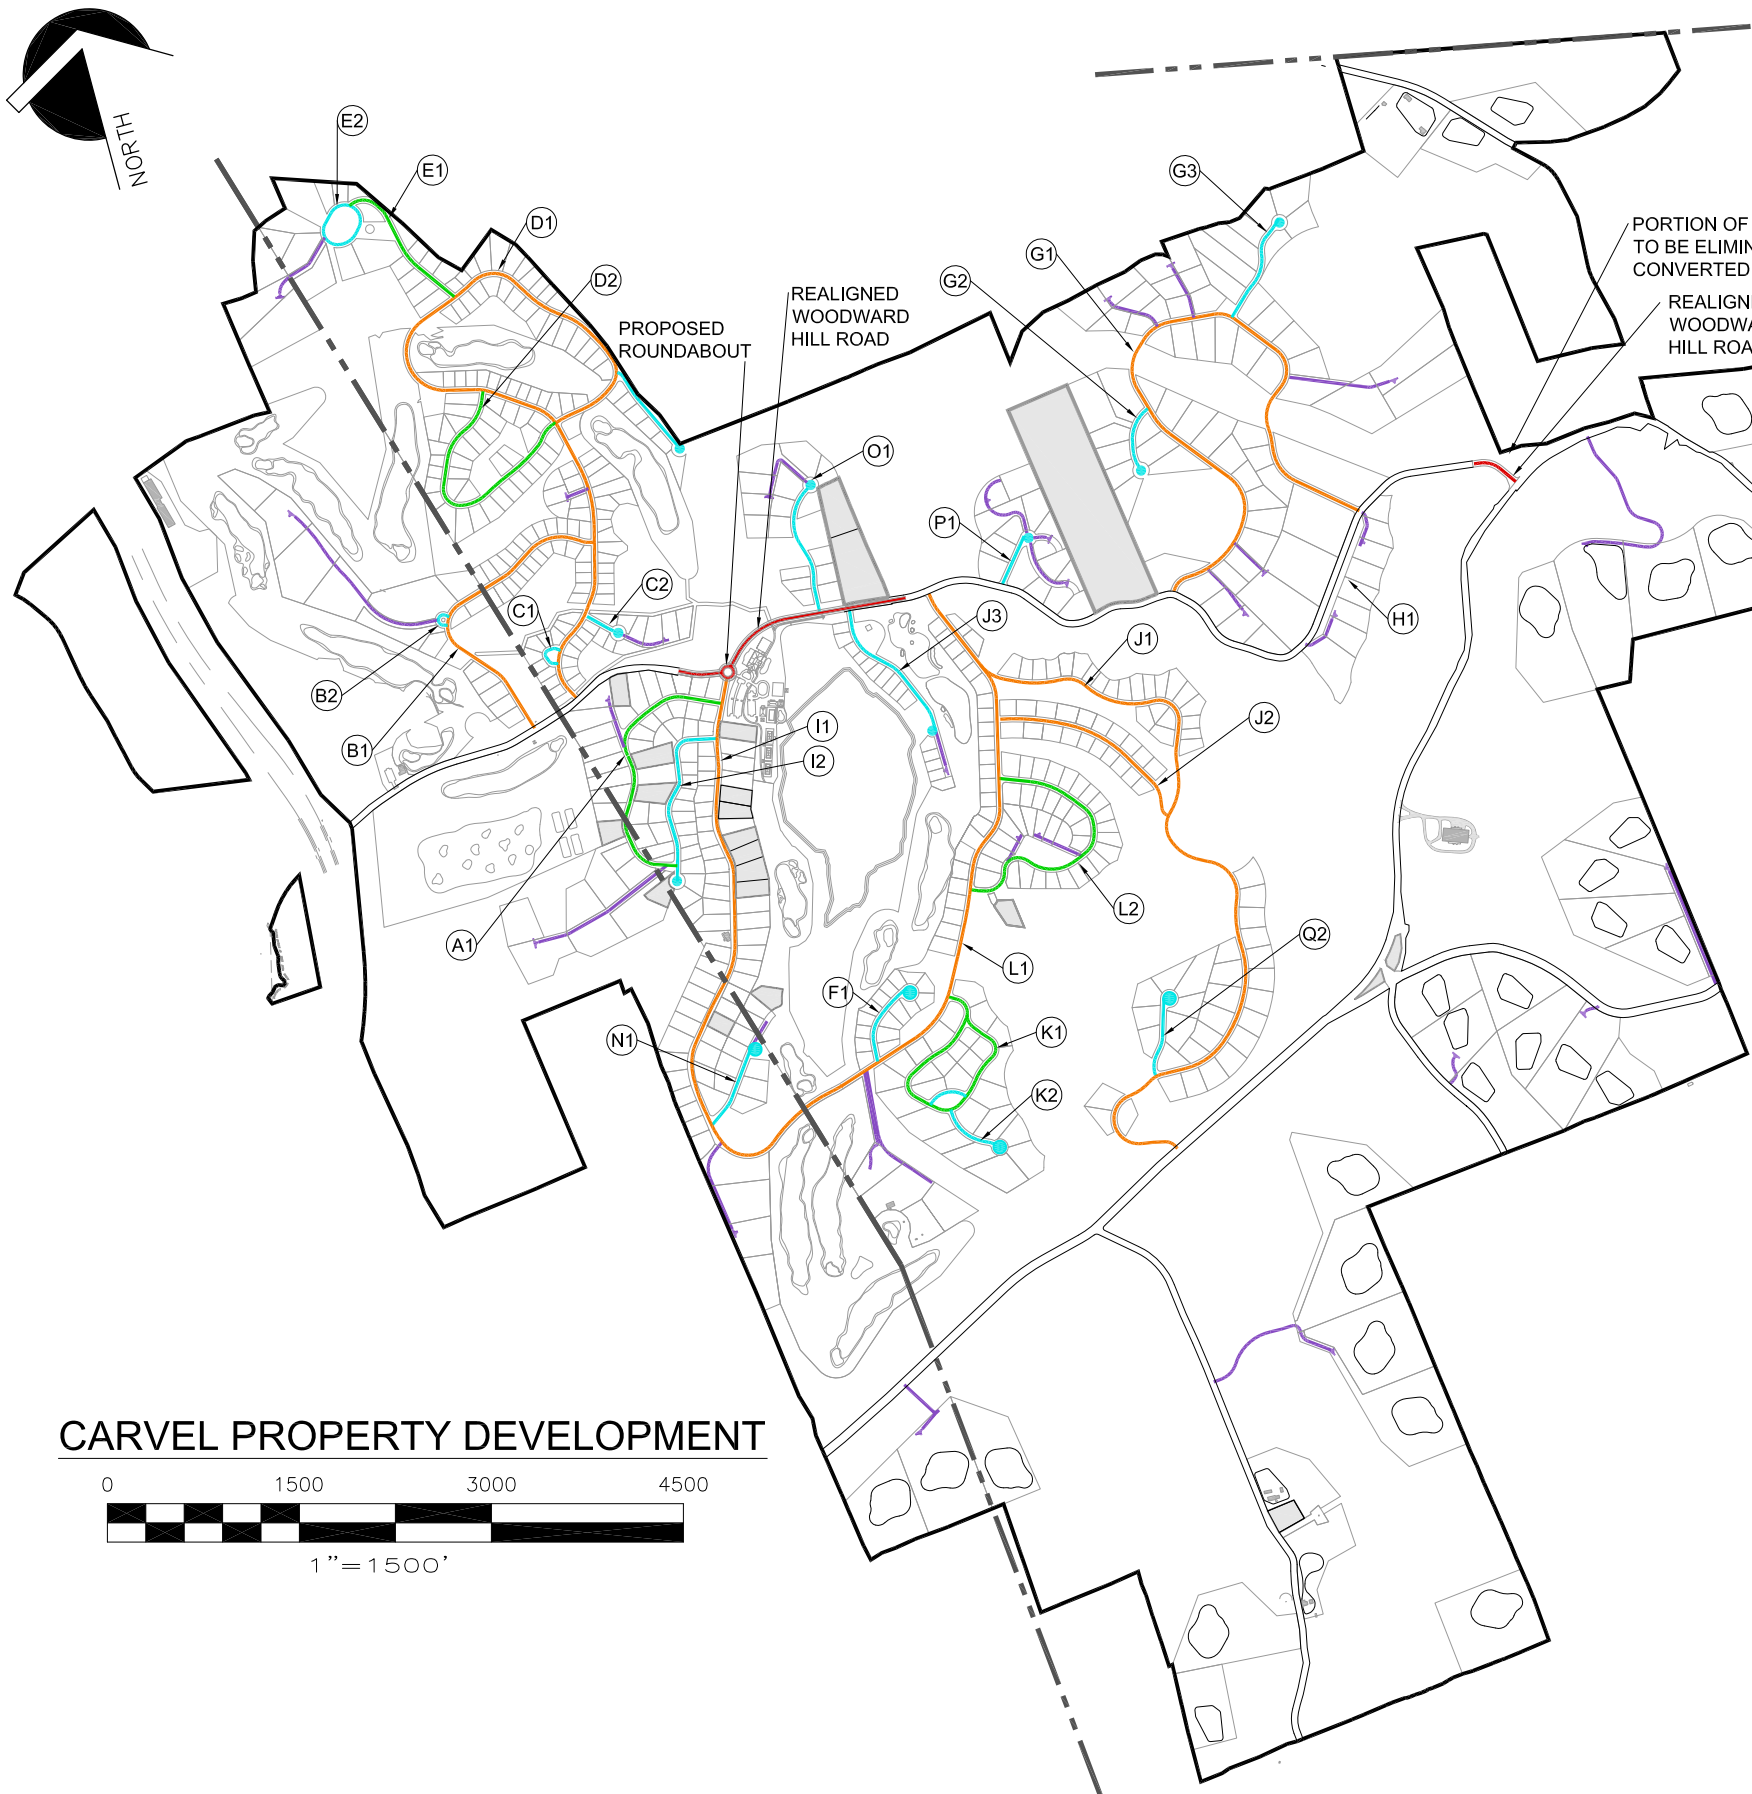 NORTH
E2
E1
D1
D2
G3
G1
G2
PORTION OF
TO BE ELIMIN
CONVERTED
REALIGNE
WOODWA
HILL ROA
REALIGNED
WOODWARD
HILL ROAD
PROPOSED
ROUNDABOUT
O1
P1
C1
C2
H1
J3
J1
J2
B2
B1
I1
I2
A1
L2
L1
Q2
F1
N1
K1
K2
CARVEL PROPERTY DEVELOPMENT
0 1500 3000 4500
1"=1500'